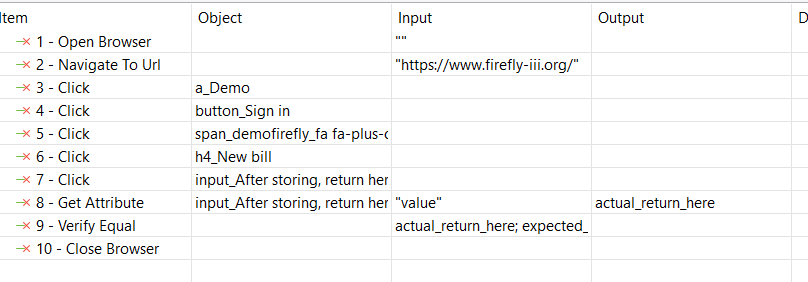 Item Object Input Output D
1 - Open Browser ""
2 - Navigate To Url "https://www.firefly-iii.org/"
3 - Click a_Demo
4 - Click button_Sign in
5 - Click span_demofirefly_fa fa-plus-c
6 - Click h4_New bill
7 - Click input_After storing, return her
8 - Get Attribute input_After storing, return her "value" actual_return_here
9 - Verify Equal actual_return_here; expected_
10 - Close Browser